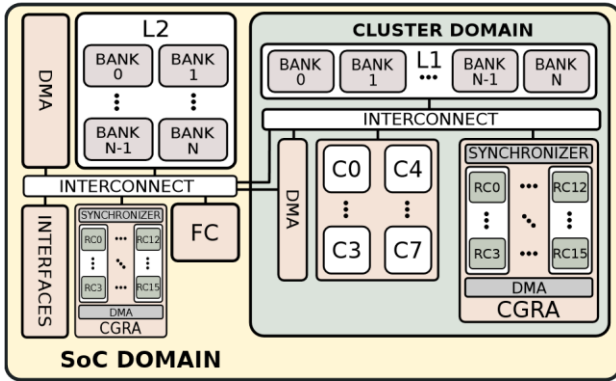 DMA
L2
BANK
0
BANK
1
BANK
N-1
BANK
N
INTERCONNECT
INTERFACES
SYNCHRONIZER
RC0
RC12
RC3
RC15
DMA
CGRA
FC
SoC DOMAIN
CLUSTER DOMAIN
BANK
0
BANK
1
L1
BANK
N-1
BANK
N
INTERCONNECT
DMA
C0
C4
C3
C7
SYNCHRONIZER
RC0
RC12
RC3
RC15
DMA
CGRA